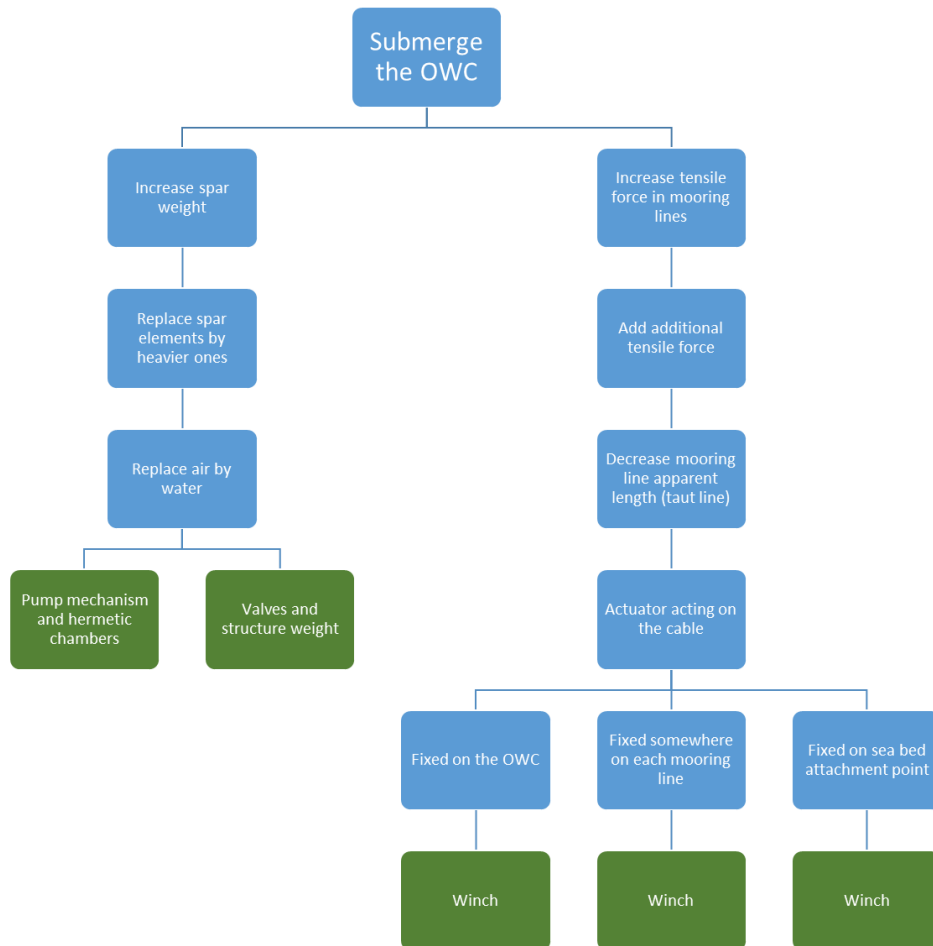 Submerge
the OWC
Increase spar
weight
Increase tensile
force in mooring
lines
Replace spar
elements by
heavier ones
Add additional
tensile force
Replace air by
water
Decrease mooring
line apparent
length (taut line)
Pump mechanism
and hermetic
chambers
Valves and
structure weight
Actuator acting on
the cable
Fixed on the OWC
Fixed somewhere
on each mooring
line
Fixed on sea bed
attachment point
Winch
Winch
Winch